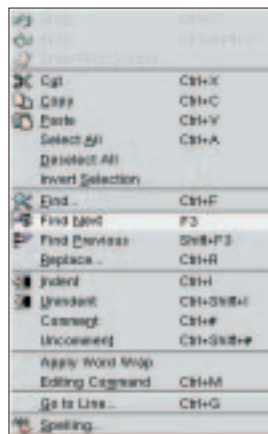 Cut Ctrl+X
Copy Ctrl+C
Paste Ctrl+V
Select All Ctrl+A
Deselect All
Invert Selection
Find... Ctrl+F
Find Next F3
Find Previous Shift+F3
Replace... Ctrl+R
Indent Ctrl+I
Unindent Ctrl+Shift+I
Comment Ctrl+#
Uncomment Ctrl+Shift+#
Apply Word Wrap
Editing Command Ctrl+M
Go to Line... Ctrl+G
Spelling...